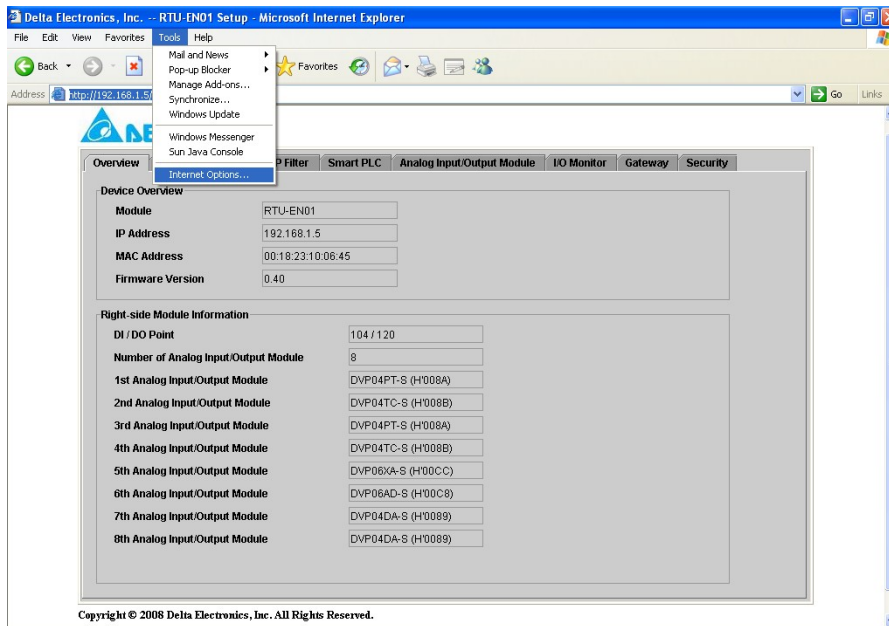 Delta Electronics, Inc. -- RTU-EN01 Setup - Microsoft Internet Explorer
File Edit View Favorites Tools Help
Back Favorites
Mail and News
Pop-up Blocker
Manage Add-ons...
Synchronize...
Windows Update
Windows Messenger
Sun Java Console
Internet Options...
Address http://192.168.1.5/ Go Links
Overview Filter Smart PLC Analog Input/Output Module I/O Monitor Gateway Security
Device Overview
Module RTU-EN01
IP Address 192.168.1.5
MAC Address 00:18:23:10:06:45
Firmware Version 0.40
Right-side Module Information
DI / DO Point 104 / 120
Number of Analog Input/Output Module 8
1st Analog Input/Output Module DVP04PT-S (H'008A)
2nd Analog Input/Output Module DVP04TC-S (H'008B)
3rd Analog Input/Output Module DVP04PT-S (H'008A)
4th Analog Input/Output Module DVP04TC-S (H'008B)
5th Analog Input/Output Module DVP06XA-S (H'00CC)
6th Analog Input/Output Module DVP06AD-S (H'00C8)
7th Analog Input/Output Module DVP04DA-S (H'0089)
8th Analog Input/Output Module DVP04DA-S (H'0089)
Copyright © 2008 Delta Electronics, Inc. All Rights Reserved.